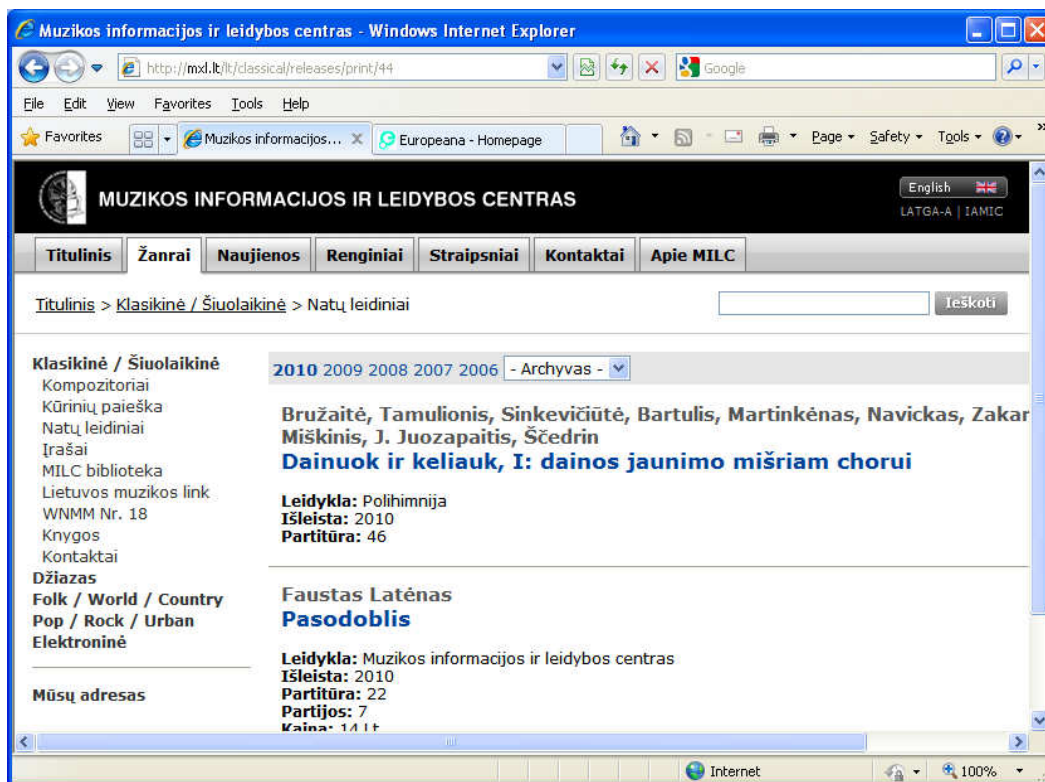 Muzikos informacijos ir leidybos centras - Windows Internet Explorer
http://mxl.lt/lt/classical/releases/print/44
Google
File Edit View Favorites Tools Help
Favorites
Muzikos informacijos...
Europeana - Homepage
Page Safety Tools
MUZIKOS INFORMACIJOS IR LEIDYBOS CENTRAS
English
LATGA-A | IAMIC
Titulinis Žanrai Naujienos Renginiai Straipsniai Kontaktai Apie MILC
Titulinis > Klasikinė / Šiuolaikinė > Natų leidiniai
Ieškoti
Klasikinė / Šiuolaikinė
Kompozitoriai
Kūrinių paieška
Natų leidiniai
Įrašai
MILC biblioteka
Lietuvos muzikos link
WNMM Nr. 18
Knygos
Kontaktai
Džiazas
Folk / World / Country
Pop / Rock / Urban
Elektroninė
Mūsų adresas
2010 2009 2008 2007 2006 - Archyvas -
Bružaitė, Tamulionis, Sinkevičiūtė, Bartulis, Martinkėnas, Navickas, Zakar
Miškinis, J. Juozapaitis, Ščedrin
Dainuok ir keliauk, I: dainos jaunimo mišriam chorui
Leidykla: Polihimnija
Išleista: 2010
Partitūra: 46
Faustas Latėnas
Pasodoblis
Leidykla: Muzikos informacijos ir leidybos centras
Išleista: 2010
Partitūra: 22
Partijos: 7
Kaina: 14 Lt
Internet
100%